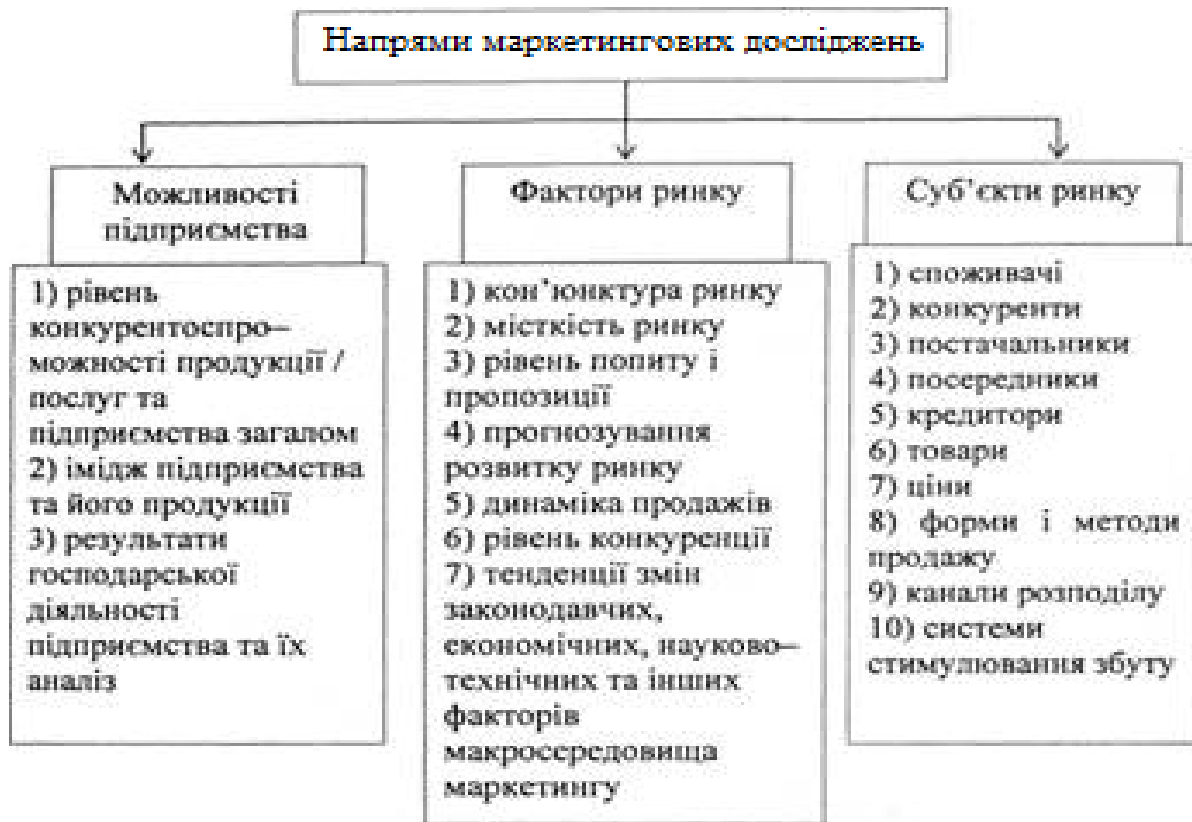 Напрями маркетингових досліджень
Можливості
підприємства
1) рівень
конкурентоспро–
можності продукції /
послуг та
підприємства загалом
2) імідж підприємства
та його продукції
3) результати
господарської
діяльності
підприємства та їх
аналіз
Фактори ринку
1) кон’юнктура ринку
2) місткість ринку
3) рівень попиту і
пропозиції
4) прогнозування
розвитку ринку
5) динаміка продажів
6) рівень конкуренції
7) тенденції змін
законодавчих,
економічних, науково–
технічних та інших
факторів
макросередовища
маркетингу
Суб’єкти ринку
1) споживачі
2) конкуренти
3) постачальники
4) посередники
5) кредитори
6) товари
7) ціни
8) форми і методи
продажу
9) канали розподілу
10) системи
стимулювання збуту